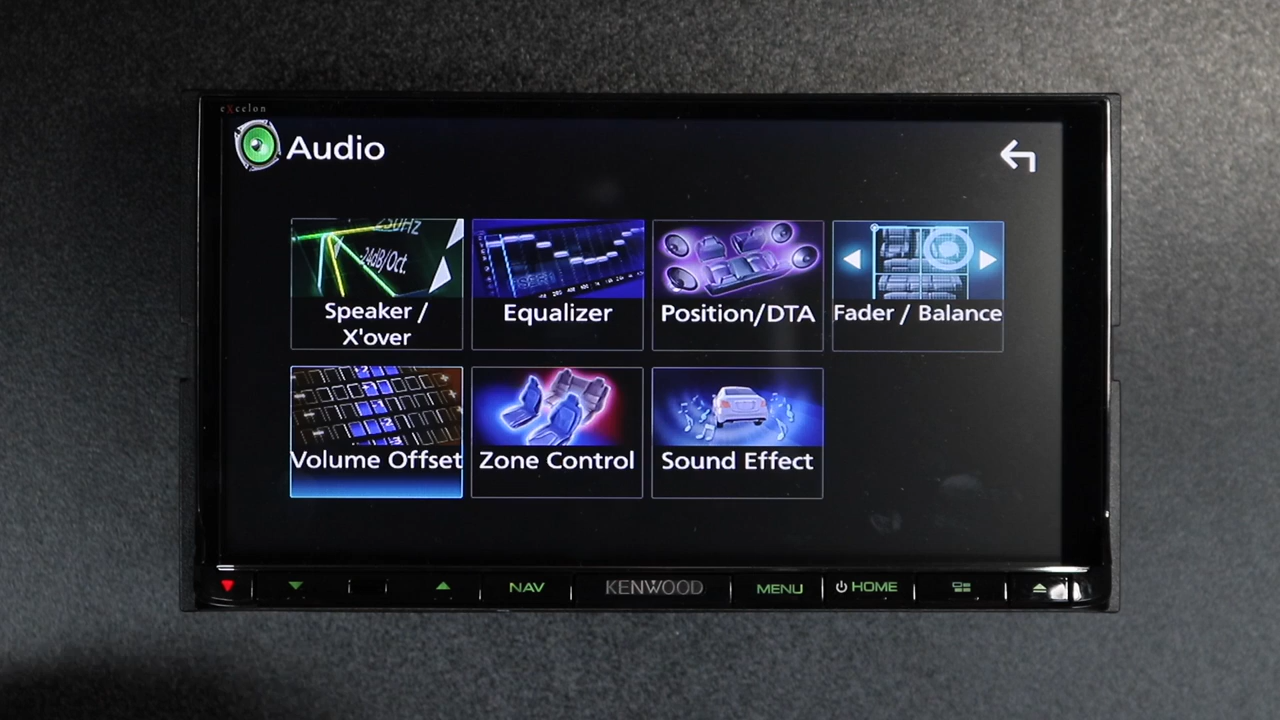 eXcelon
Audio
250Hz
-24dB/Oct.
Speaker /
X'over
Equalizer
Position/DTA
Fader / Balance
Volume Offset
Zone Control
Sound Effect
NAV
KENWOOD
MENU
HOME